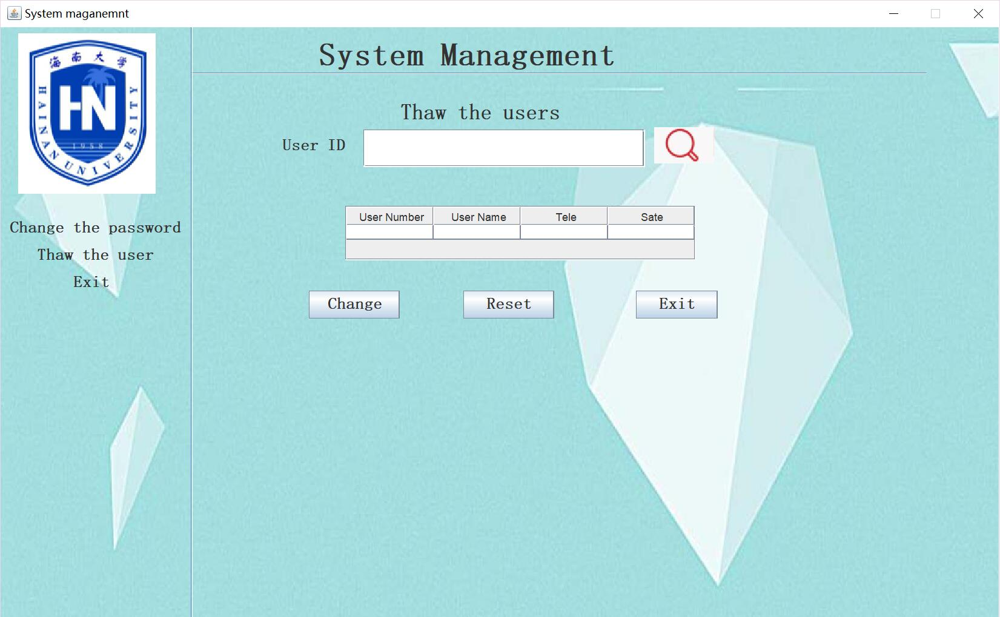 System maganemnt
海南大学
HAINAN UNIVERSITY
HN
1958
Change the password
Thaw the user
Exit
System Management
Thaw the users
User ID
User Number User Name Tele Sate
Change Reset Exit